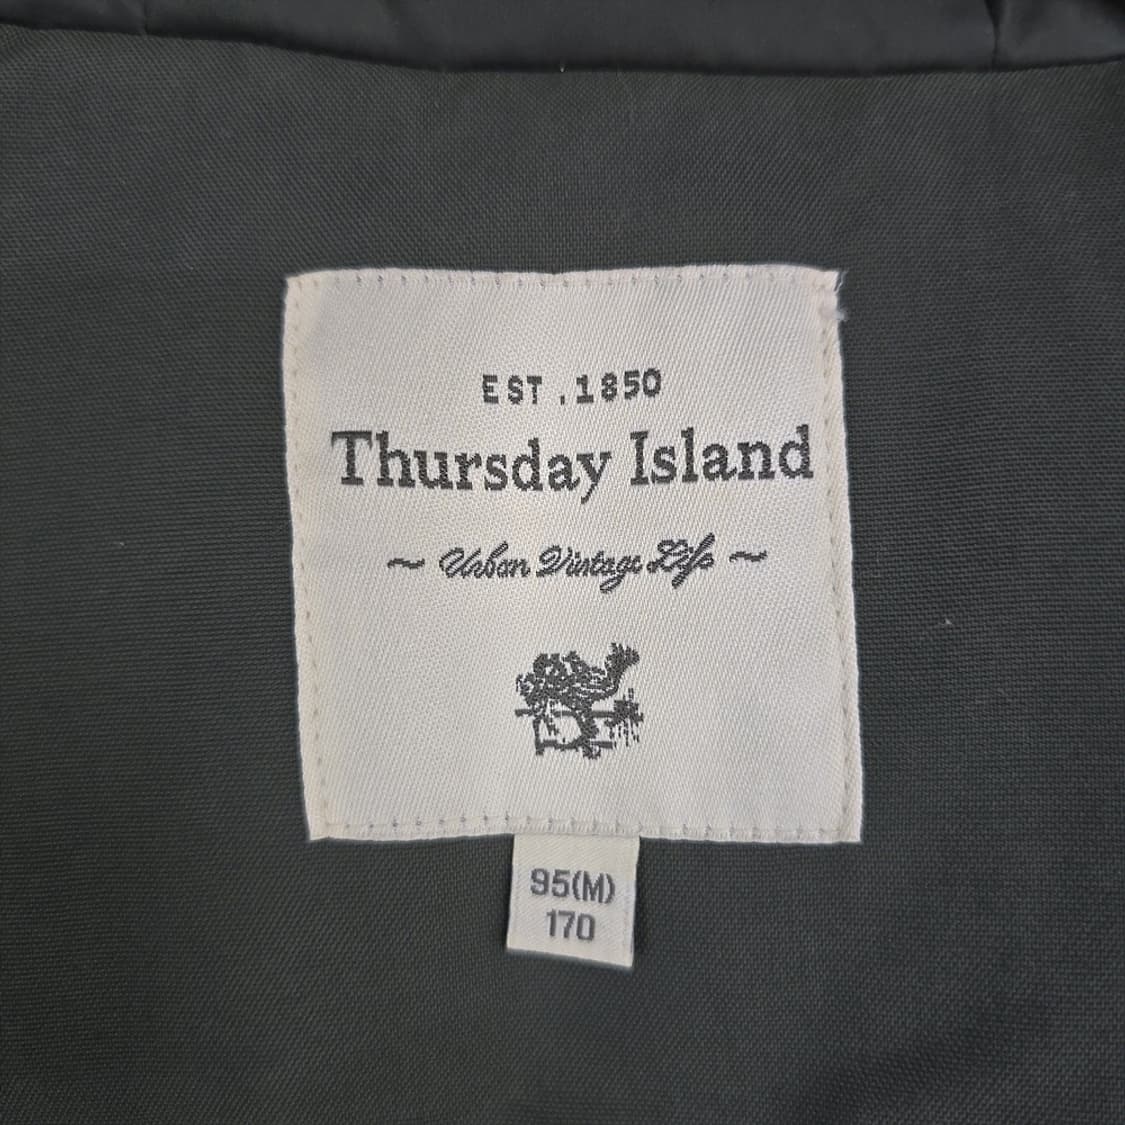 EST .1850
Thursday Island
~ Urban Vintage Life ~
95(M)
170